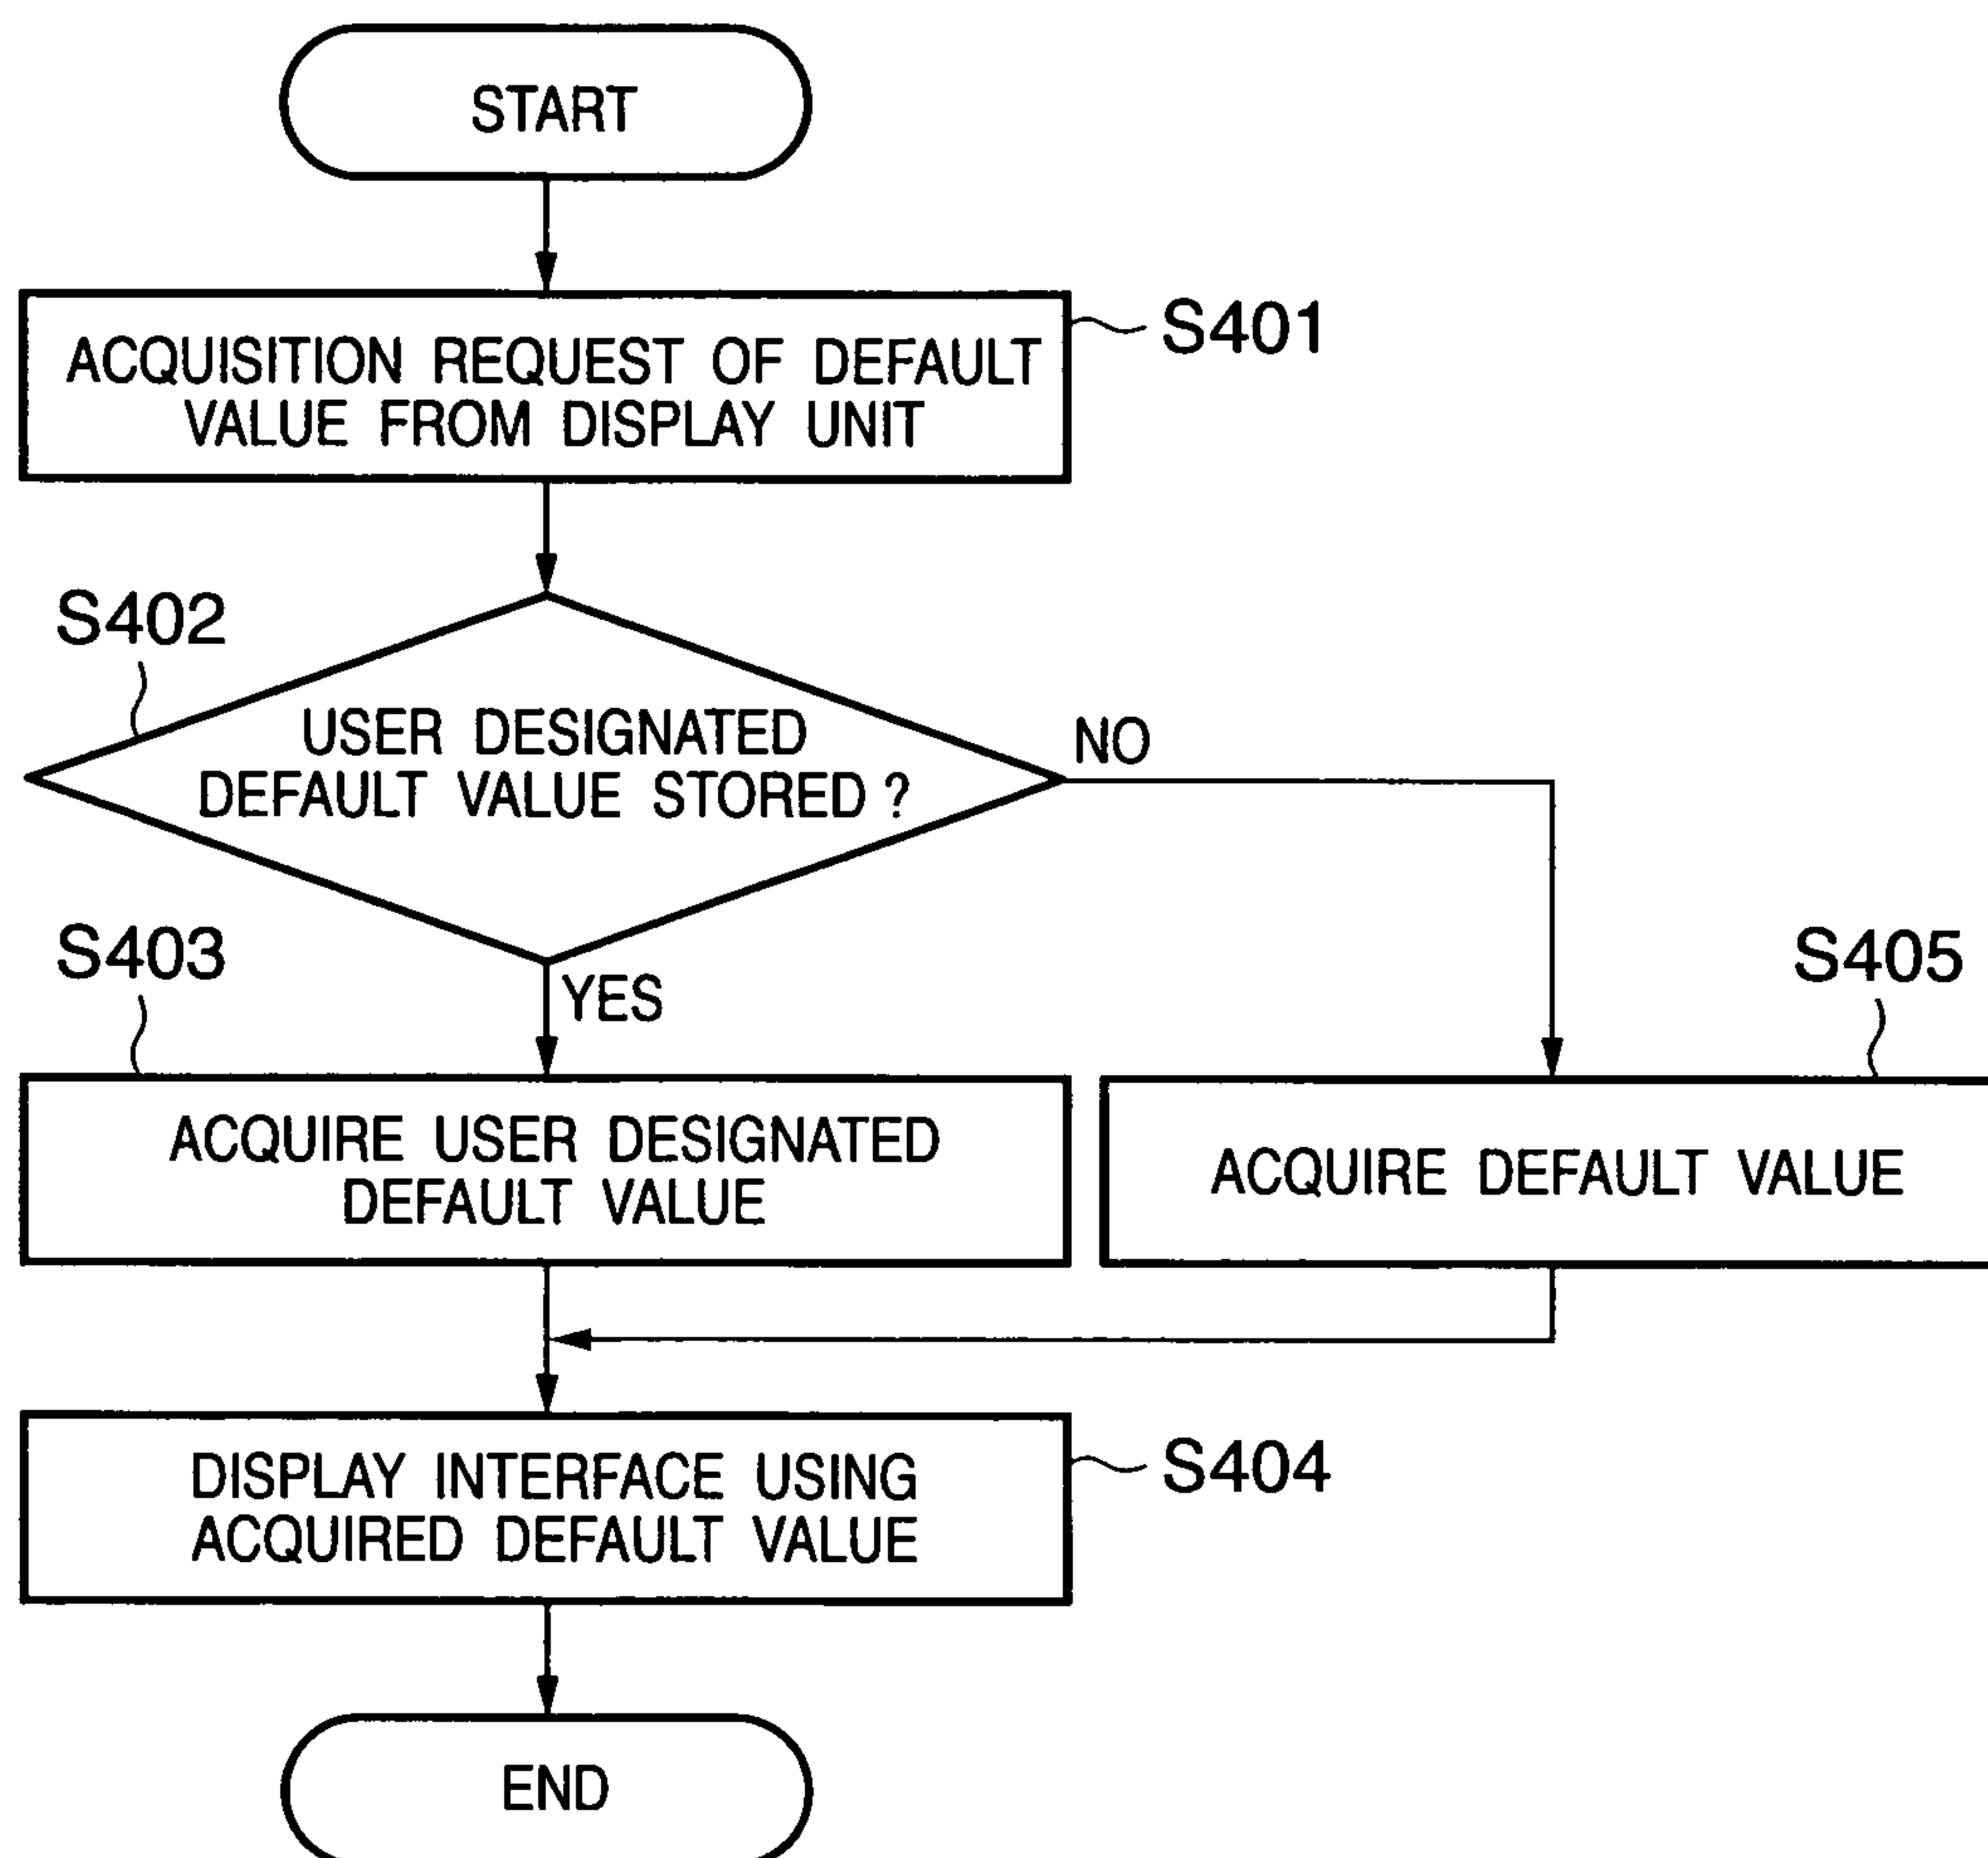 START
ACQUISITION REQUEST OF DEFAULT
VALUE FROM DISPLAY UNIT
S401
S402
USER DESIGNATED
DEFAULT VALUE STORED ?
NO
YES
S403
ACQUIRE USER DESIGNATED
DEFAULT VALUE
S405
ACQUIRE DEFAULT VALUE
DISPLAY INTERFACE USING
ACQUIRED DEFAULT VALUE
S404
END